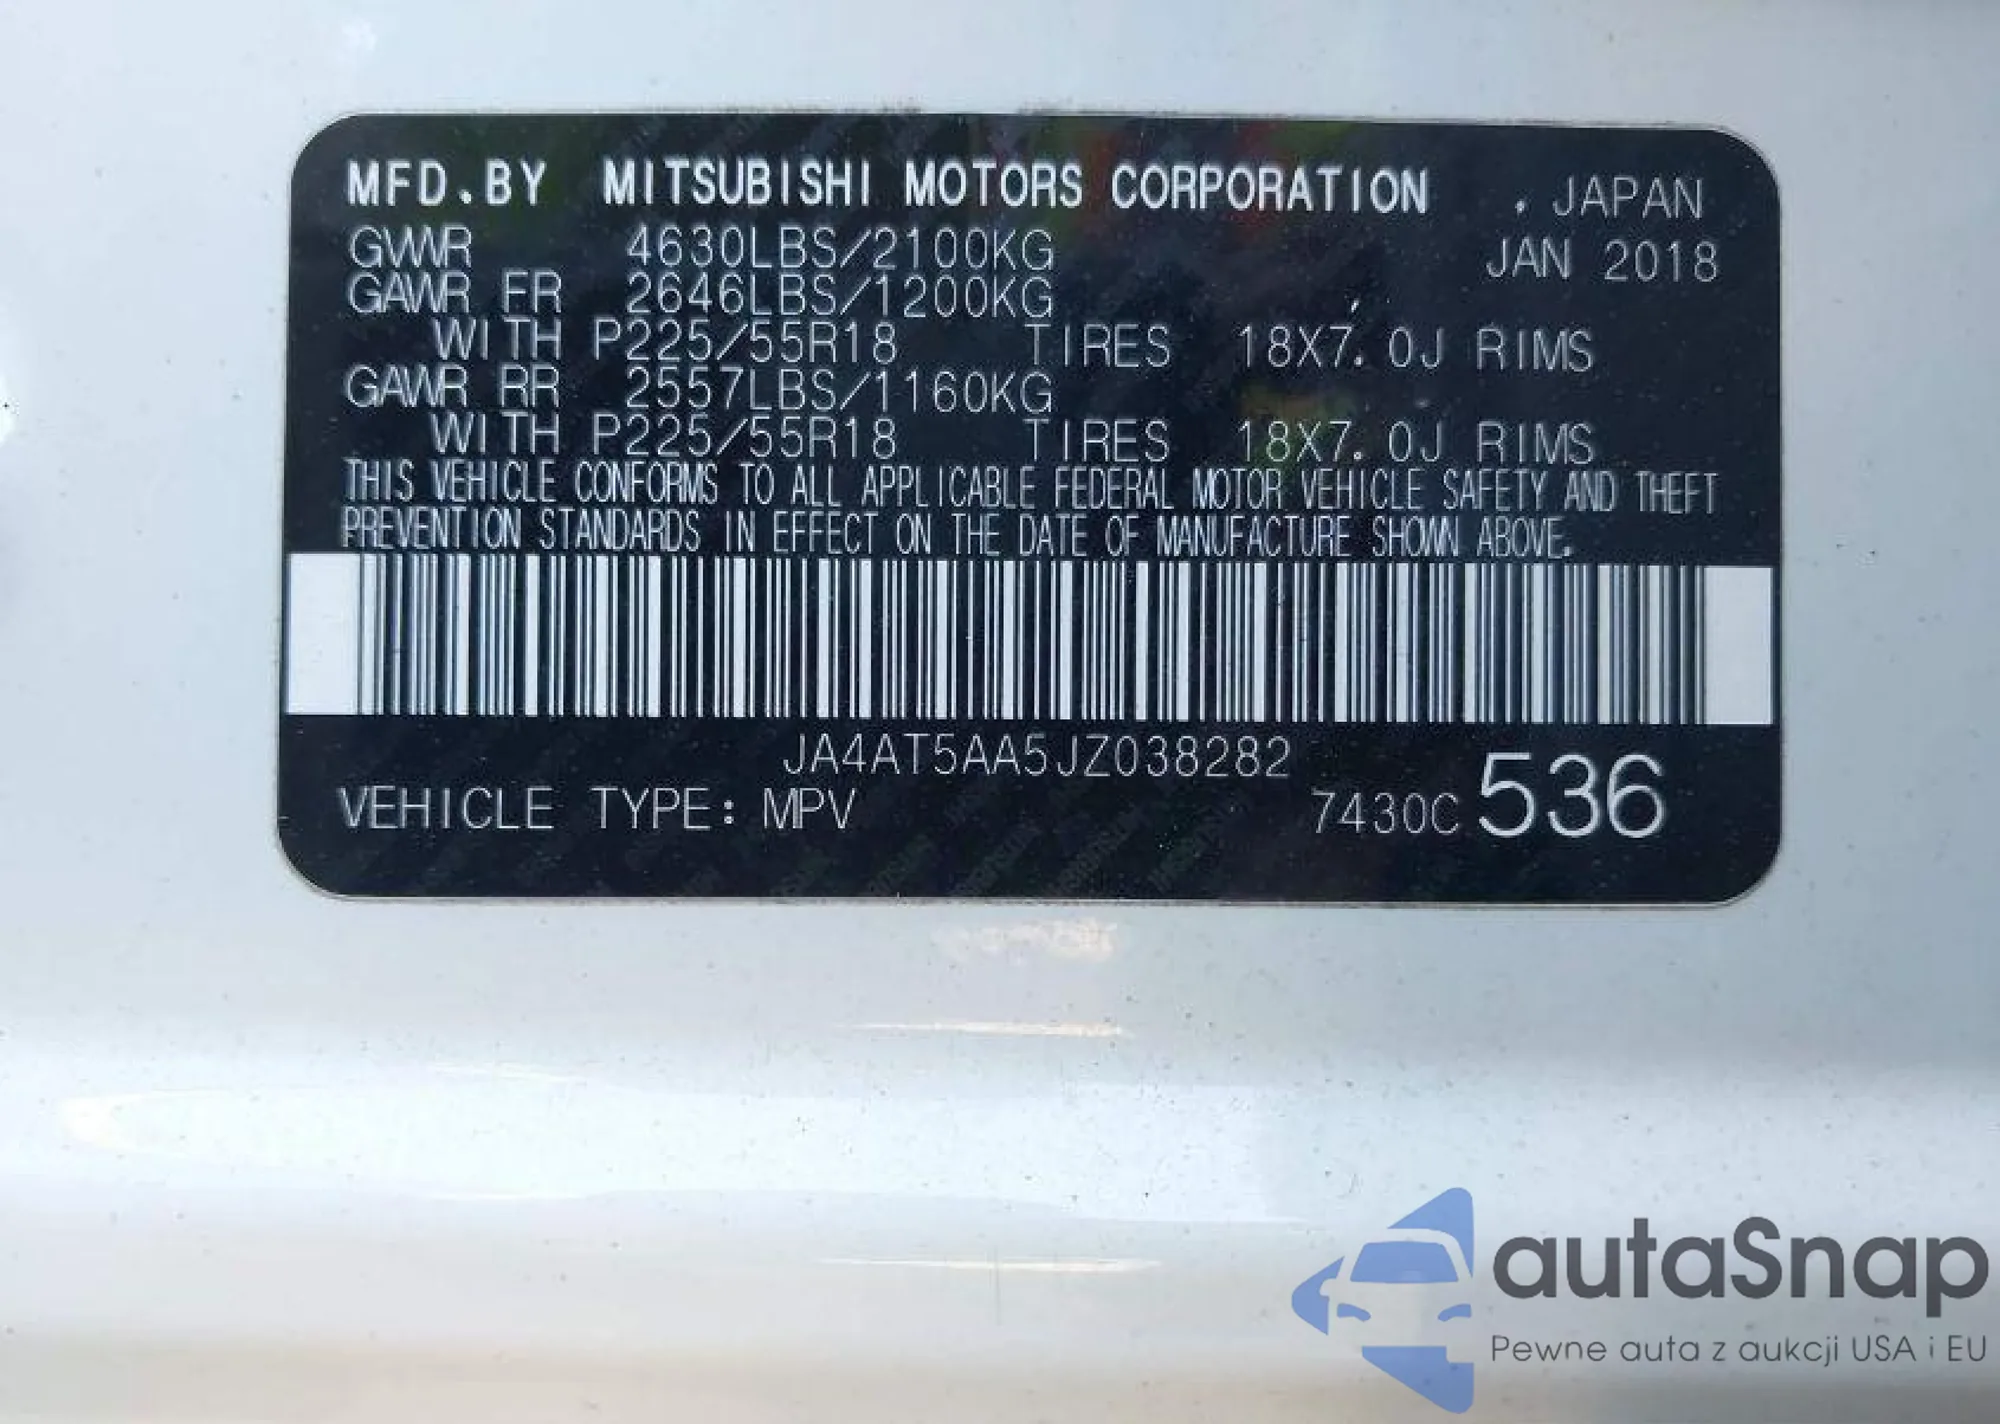 MFD.BY MITSUBISHI MOTORS CORPORATION , JAPAN
GVWR 4630LBS/2100KG JAN 2018
GAWR FR 2646LBS/1200KG
WITH P225/55R18 TIRES 18X7.0J RIMS
GAWR RR 2557LBS/1160KG
WITH P225/55R18 TIRES 18X7.0J RIMS
THIS VEHICLE CONFORMS TO ALL APPLICABLE FEDERAL MOTOR VEHICLE SAFETY AND THEFT
PREVENTION STANDARDS IN EFFECT ON THE DATE OF MANUFACTURE SHOWN ABOVE.
JA4AT5AA5JZ038282
VEHICLE TYPE: MPV 7430C 536
autaSnap
Pewne auta z aukcji USA i EU